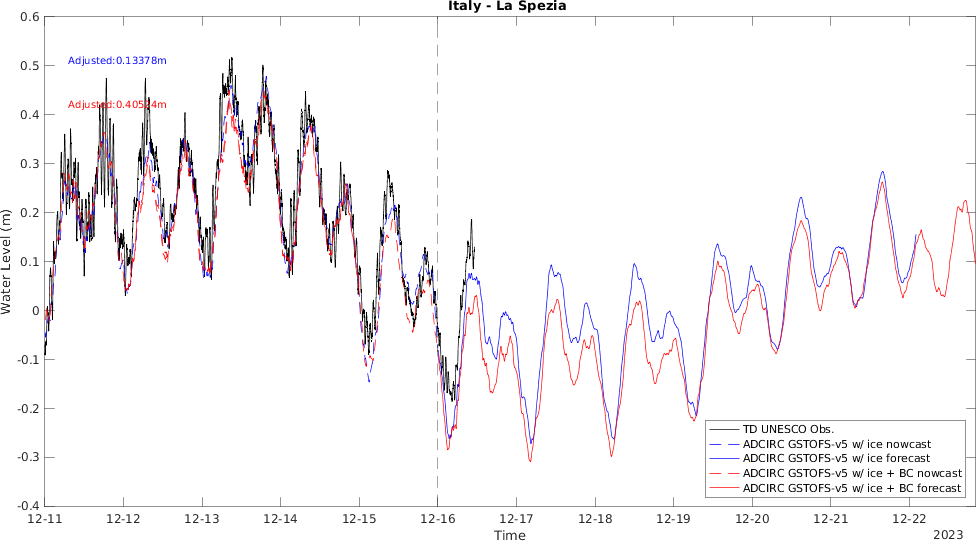 Italy - La Spezia
0.6
0.5
0.4
0.3
0.2
0.1
0
-0.1
-0.2
-0.3
-0.4
Water Level (m)
Adjusted:0.13378m
Adjusted:0.40524m
TD UNESCO Obs.
ADCIRC GSTOFS-v5 w/ ice nowcast
ADCIRC GSTOFS-v5 w/ ice forecast
ADCIRC GSTOFS-v5 w/ ice + BC nowcast
ADCIRC GSTOFS-v5 w/ ice + BC forecast
12-11 12-12 12-13 12-14 12-15 12-16 12-17 12-18 12-19 12-20 12-21 12-22
Time
2023